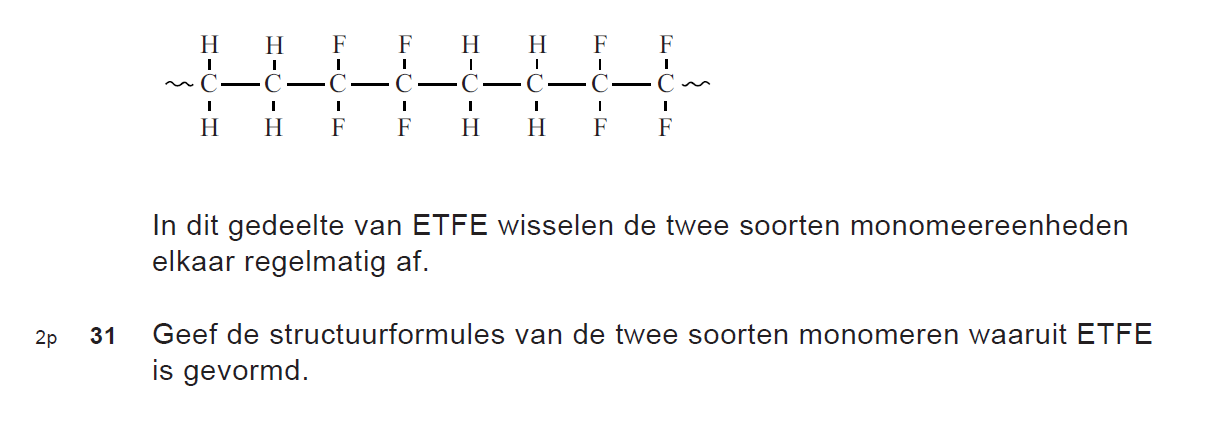 H H F F H H F F
C C C C C C C C
H H F F H H F F
In dit gedeelte van ETFE wisselen de twee soorten monomeereenheden
elkaar regelmatig af.
2p 31 Geef de structuurformules van de twee soorten monomeren waaruit ETFE
is gevormd.